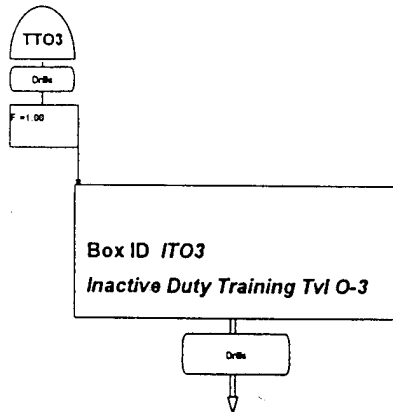 TTO3
Drills
F =1.00
Box ID ITO3
Inactive Duty Training Tvl O-3
Drills